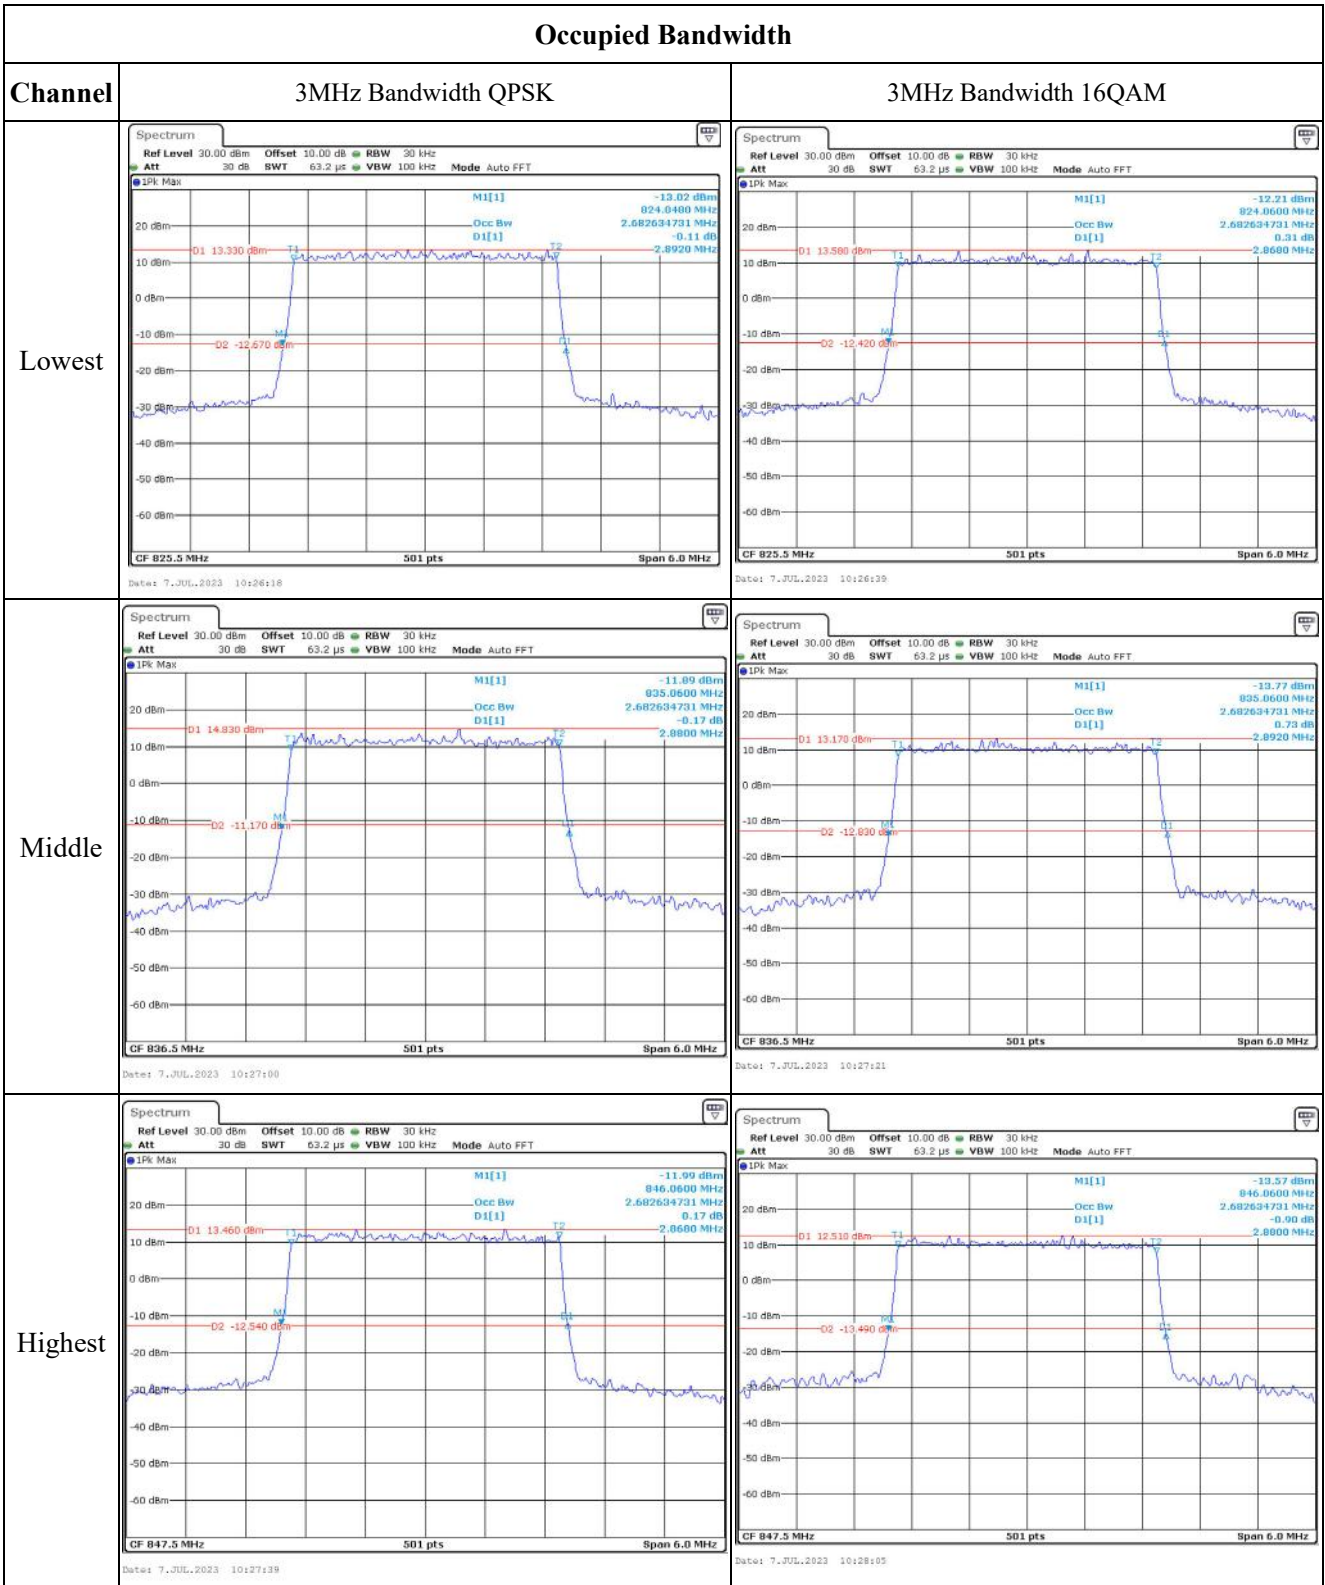 Occupied Bandwidth
Channel 3MHz Bandwidth QPSK 3MHz Bandwidth 16QAM
Lowest
Spectrum
Ref Level 30.00 dBm Offset 10.00 dB RBW 30 kHz
Att 30 dB SWT 63.2 µs VBW 100 kHz Mode Auto FFT
1Pk Max
M1[1] -13.02 dBm
824.0480 MHz
Occ Bw 2.682634731 MHz
D1[1] -0.11 dB
2.8920 MHz
20 dBm
D1 13.330 dBm
T1
T2
10 dBm
0 dBm
-10 dBm
M1
D1
D2 -12.670 dBm
-20 dBm
-30 dBm
-40 dBm
-50 dBm
-60 dBm
CF 825.5 MHz 501 pts Span 6.0 MHz
Date: 7.JUL.2023 10:26:18
Spectrum
Ref Level 30.00 dBm Offset 10.00 dB RBW 30 kHz
Att 30 dB SWT 63.2 µs VBW 100 kHz Mode Auto FFT
1Pk Max
M1[1] -12.21 dBm
824.0600 MHz
Occ Bw 2.682634731 MHz
D1[1] 0.31 dB
2.8680 MHz
20 dBm
D1 13.580 dBm
T1
T2
10 dBm
0 dBm
-10 dBm
M1
D1
D2 -12.420 dBm
-20 dBm
-30 dBm
-40 dBm
-50 dBm
-60 dBm
CF 825.5 MHz 501 pts Span 6.0 MHz
Date: 7.JUL.2023 10:26:39
Middle
Spectrum
Ref Level 30.00 dBm Offset 10.00 dB RBW 30 kHz
Att 30 dB SWT 63.2 µs VBW 100 kHz Mode Auto FFT
1Pk Max
M1[1] -11.89 dBm
835.0600 MHz
Occ Bw 2.682634731 MHz
D1[1] -0.17 dB
2.8800 MHz
20 dBm
D1 14.830 dBm
T1
T2
10 dBm
0 dBm
-10 dBm
M1
D1
D2 -11.170 dBm
-20 dBm
-30 dBm
-40 dBm
-50 dBm
-60 dBm
CF 836.5 MHz 501 pts Span 6.0 MHz
Date: 7.JUL.2023 10:27:00
Spectrum
Ref Level 30.00 dBm Offset 10.00 dB RBW 30 kHz
Att 30 dB SWT 63.2 µs VBW 100 kHz Mode Auto FFT
1Pk Max
M1[1] -13.77 dBm
835.0600 MHz
Occ Bw 2.682634731 MHz
D1[1] 0.73 dB
2.8920 MHz
20 dBm
D1 13.170 dBm
T1
T2
10 dBm
0 dBm
-10 dBm
M1
D1
D2 -12.830 dBm
-20 dBm
-30 dBm
-40 dBm
-50 dBm
-60 dBm
CF 836.5 MHz 501 pts Span 6.0 MHz
Date: 7.JUL.2023 10:27:21
Highest
Spectrum
Ref Level 30.00 dBm Offset 10.00 dB RBW 30 kHz
Att 30 dB SWT 63.2 µs VBW 100 kHz Mode Auto FFT
1Pk Max
M1[1] -11.99 dBm
846.0600 MHz
Occ Bw 2.682634731 MHz
D1[1] 0.17 dB
2.8680 MHz
20 dBm
D1 13.460 dBm
T1
T2
10 dBm
0 dBm
-10 dBm
M1
D1
D2 -12.540 dBm
-20 dBm
-30 dBm
-40 dBm
-50 dBm
-60 dBm
CF 847.5 MHz 501 pts Span 6.0 MHz
Date: 7.JUL.2023 10:27:39
Spectrum
Ref Level 30.00 dBm Offset 10.00 dB RBW 30 kHz
Att 30 dB SWT 63.2 µs VBW 100 kHz Mode Auto FFT
1Pk Max
M1[1] -13.57 dBm
846.0600 MHz
Occ Bw 2.682634731 MHz
D1[1] -0.90 dB
2.8800 MHz
20 dBm
D1 12.510 dBm
T1
T2
10 dBm
0 dBm
-10 dBm
M1
D1
D2 -13.490 dBm
-20 dBm
-30 dBm
-40 dBm
-50 dBm
-60 dBm
CF 847.5 MHz 501 pts Span 6.0 MHz
Date: 7.JUL.2023 10:28:05